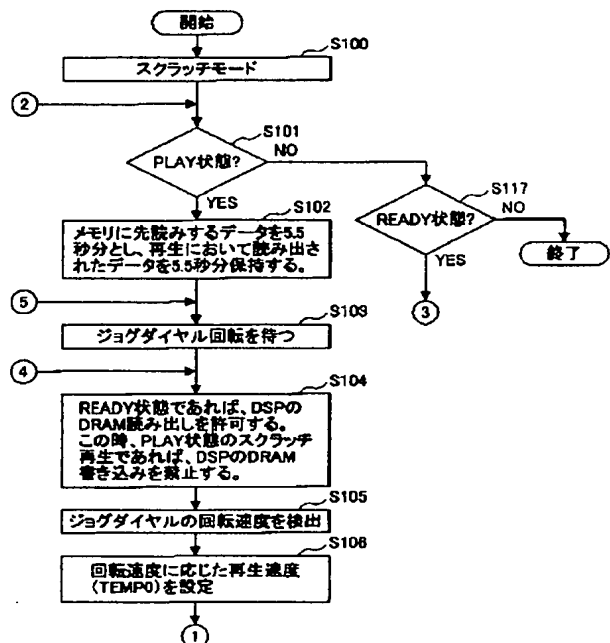 開始
S100
スクラッチモード
②
S101
PLAY状態?
NO
YES
S102
メモリに先読みするデータを5.5
秒分とし、再生において読み出さ
れたデータを5.5秒分保持する。
S117
READY状態?
NO
終了
YES
③
⑤
S103
ジョグダイヤル回転を待つ
④
S104
READY状態であれば、DSPの
DRAM読み出しを許可する。
この時、PLAY状態のスクラッチ
再生であれば、DSPのDRAM
書き込みを禁止する。
S105
ジョグダイヤルの回転速度を検出
S106
回転速度に応じた再生速度
(TEMPO)を設定
①